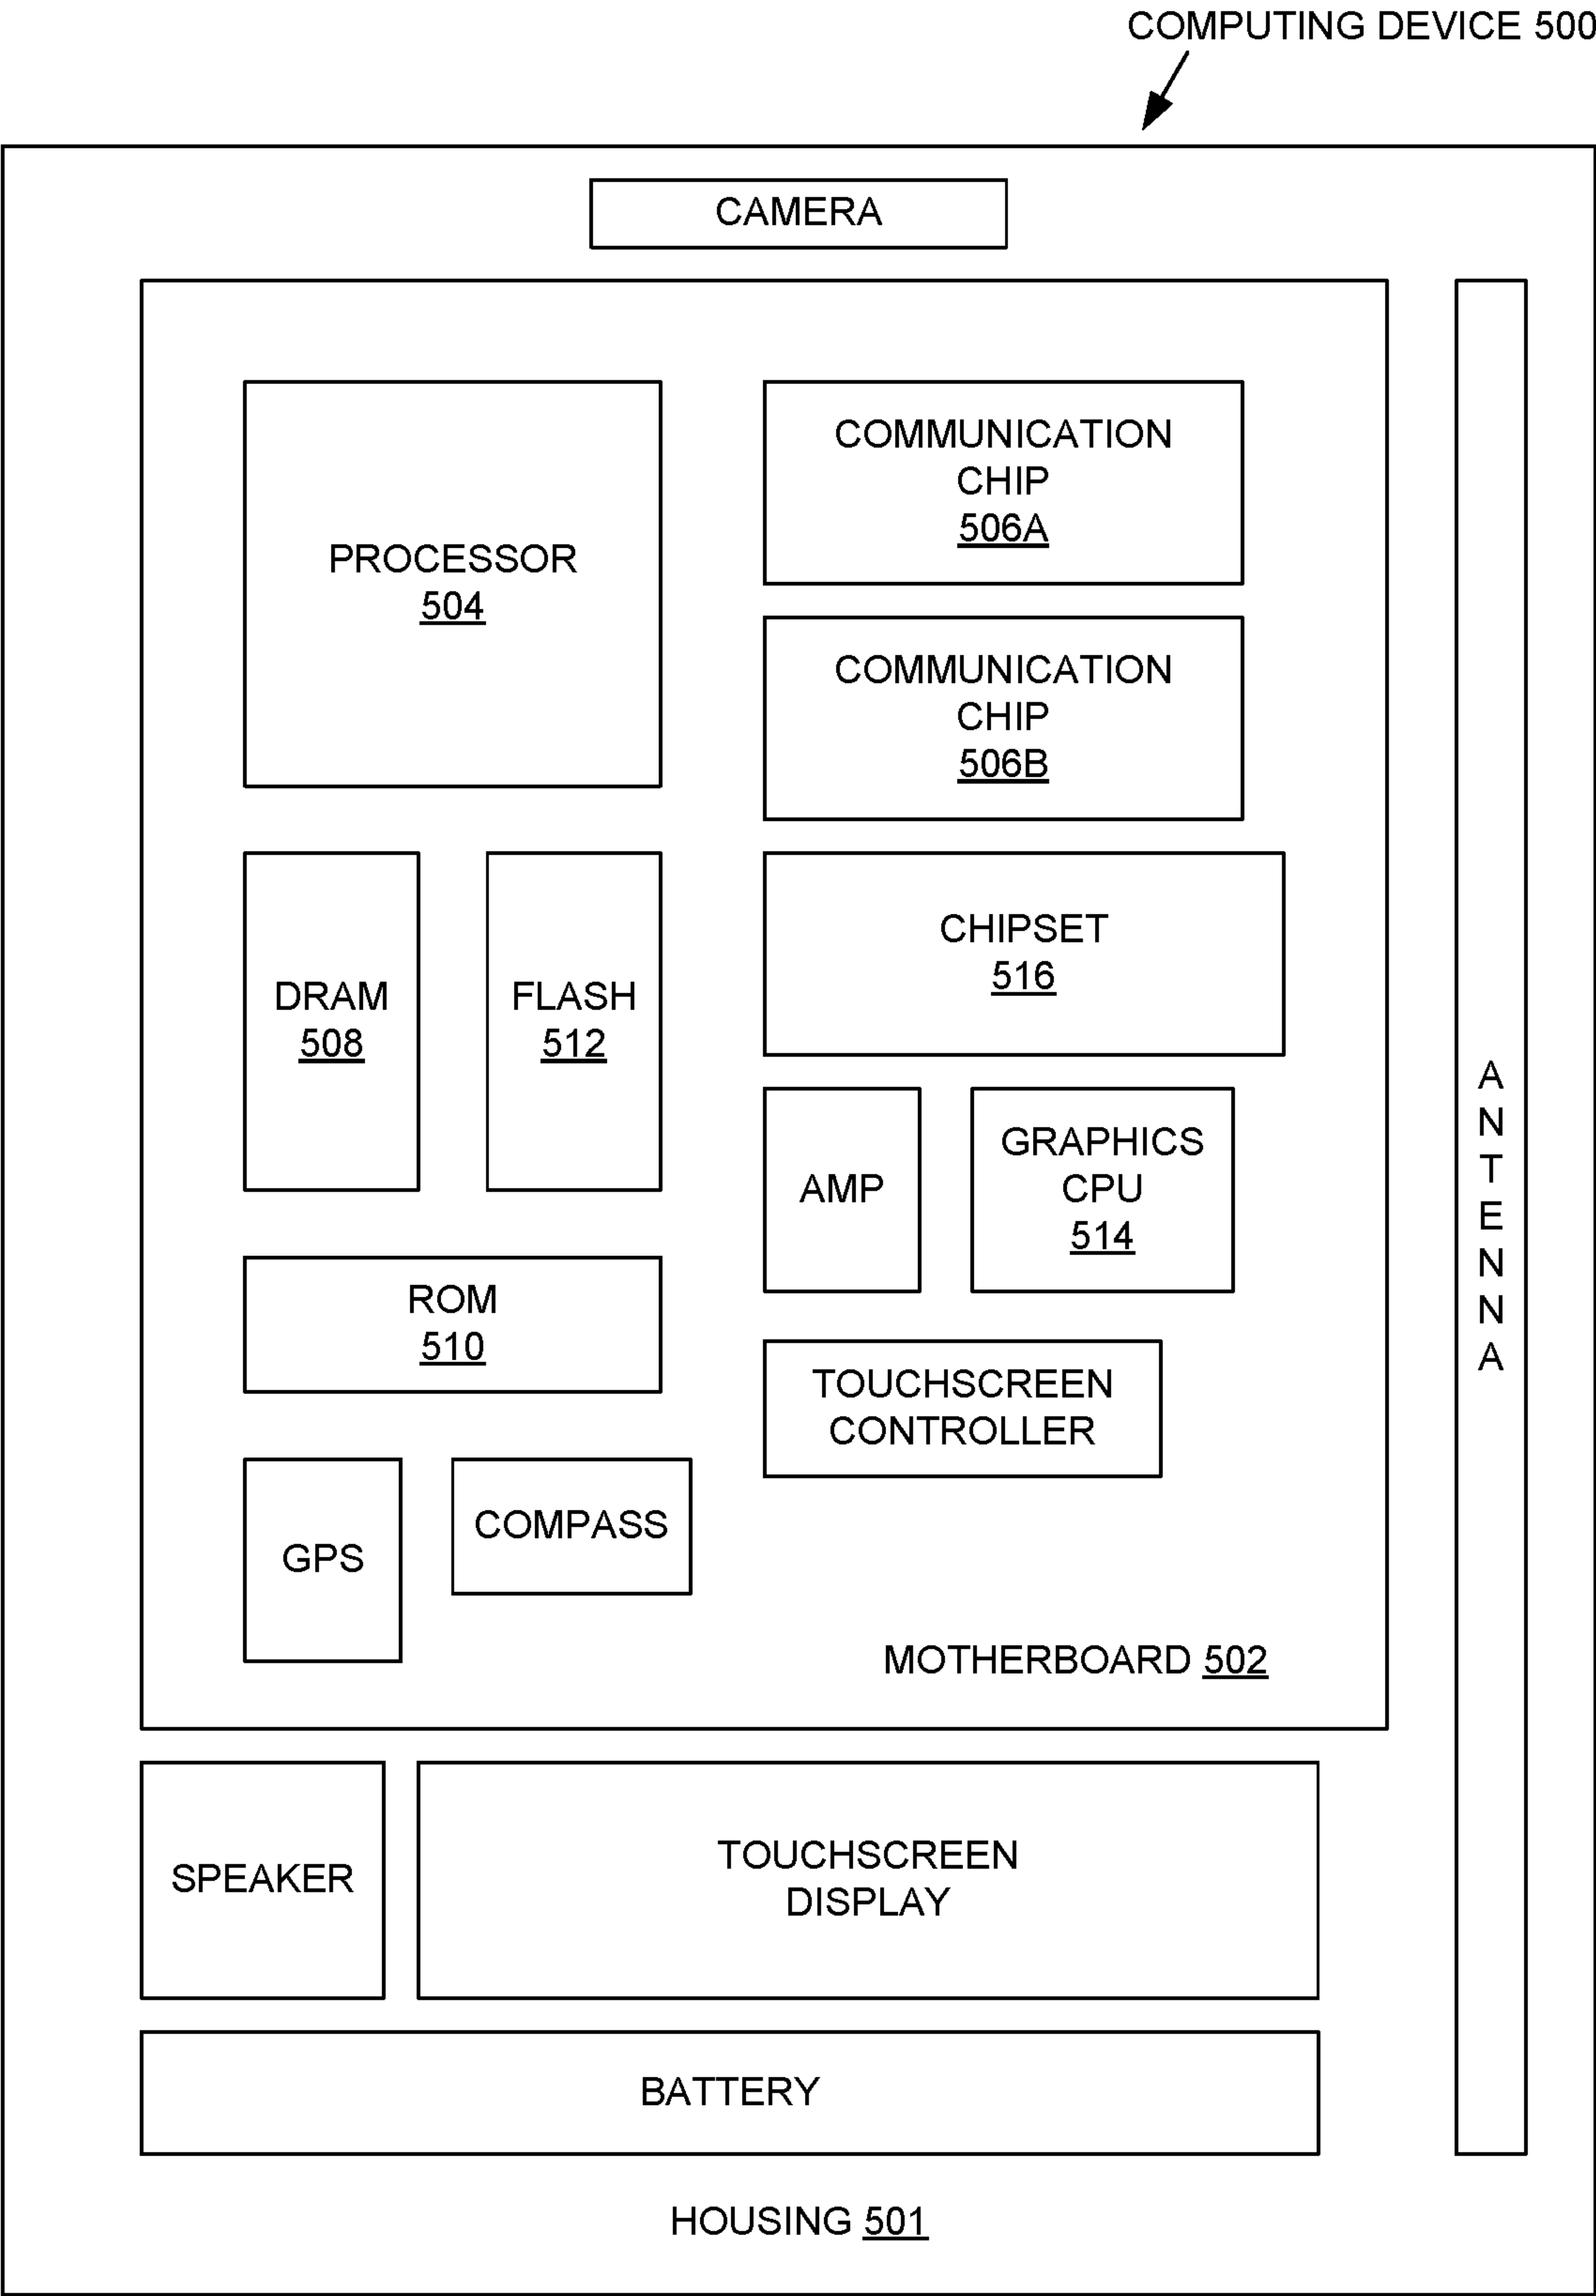 COMPUTING DEVICE 500
CAMERA
PROCESSOR
504
COMMUNICATION
CHIP
506A
COMMUNICATION
CHIP
506B
DRAM
508
FLASH
512
CHIPSET
516
AMP
GRAPHICS
CPU
514
ROM
510
TOUCHSCREEN
CONTROLLER
GPS
COMPASS
MOTHERBOARD 502
ANTENNA
SPEAKER
TOUCHSCREEN
DISPLAY
BATTERY
HOUSING 501